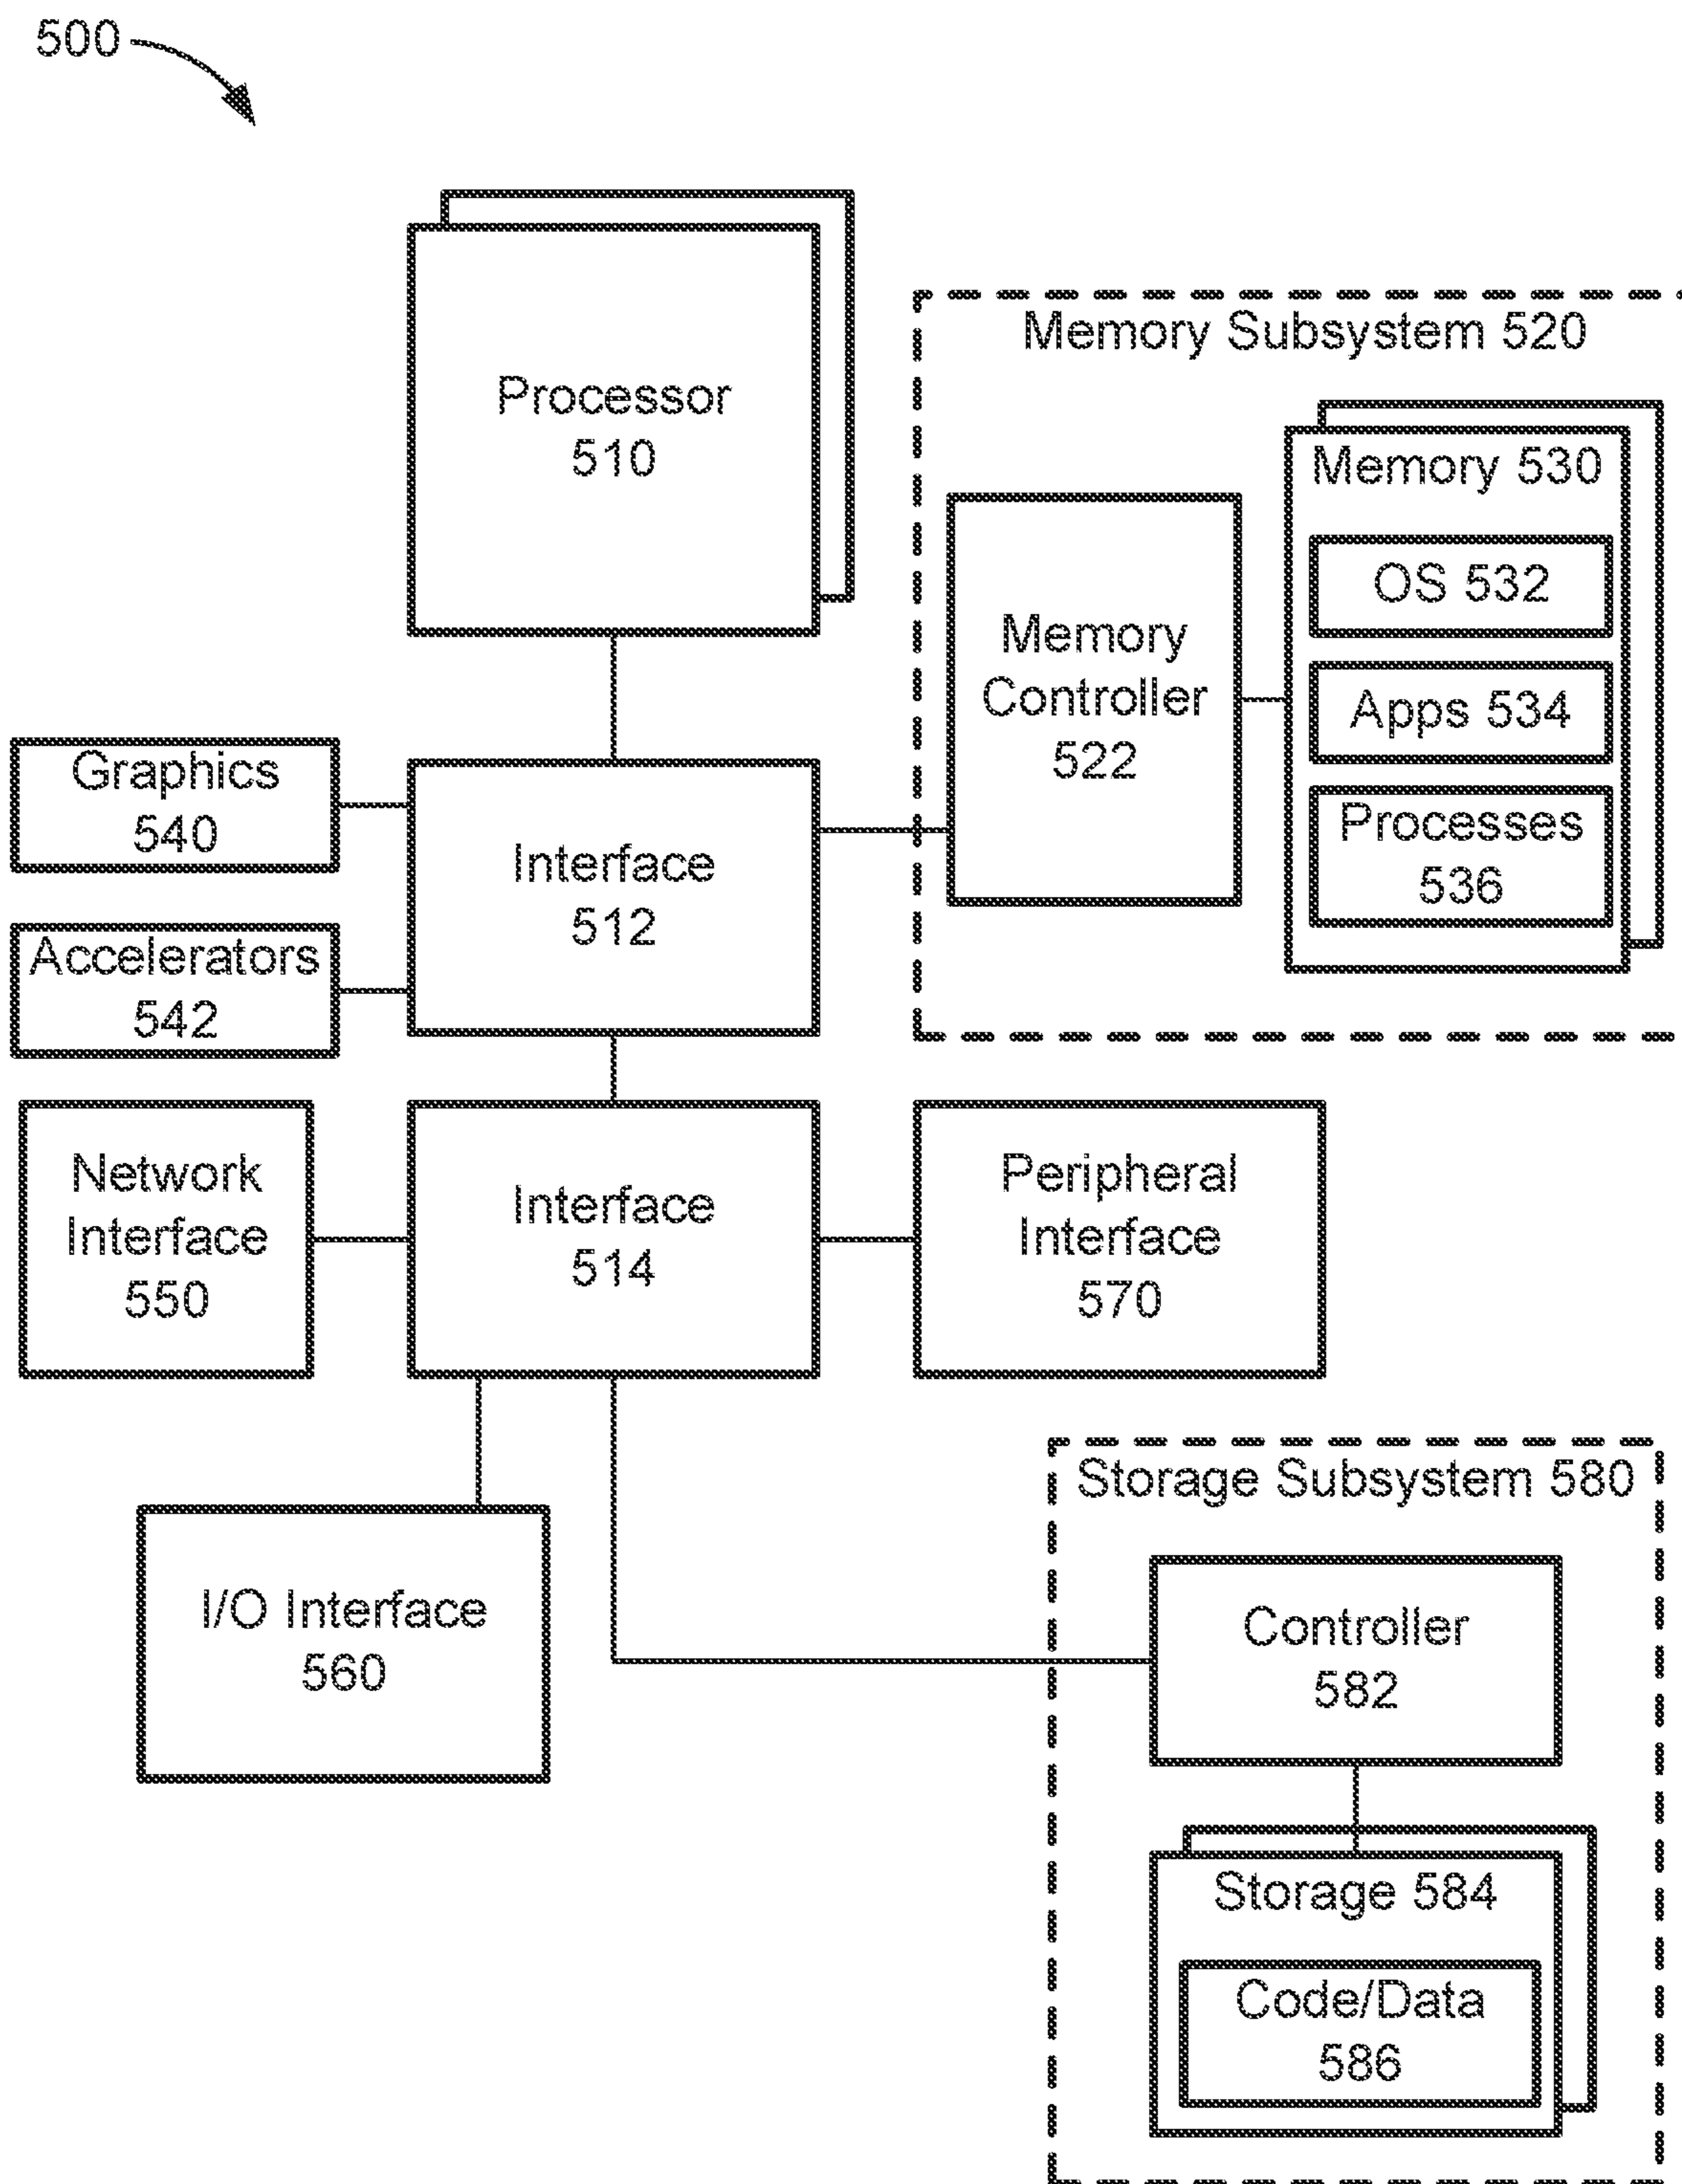 500
Processor
510
Memory Subsystem 520
Memory 530
OS 532
Apps 534
Processes
536
Memory
Controller
522
Graphics
540
Interface
512
Accelerators
542
Network
Interface
550
Interface
514
Peripheral
Interface
570
I/O Interface
560
Storage Subsystem 580
Controller
582
Storage 584
Code/Data
586